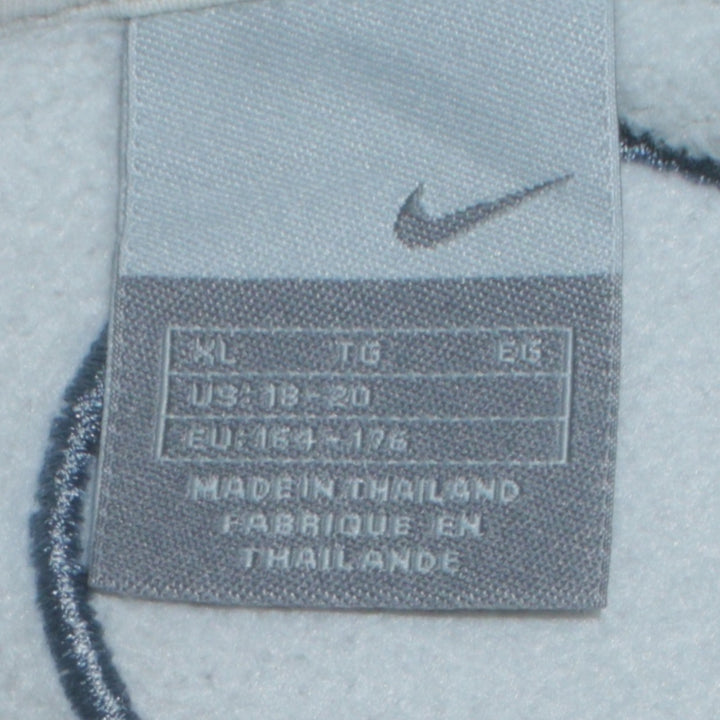 XL TG EG
US: 18-20
EU: 164-176
MADE IN THAILAND
FABRIQUE EN
THAILANDE